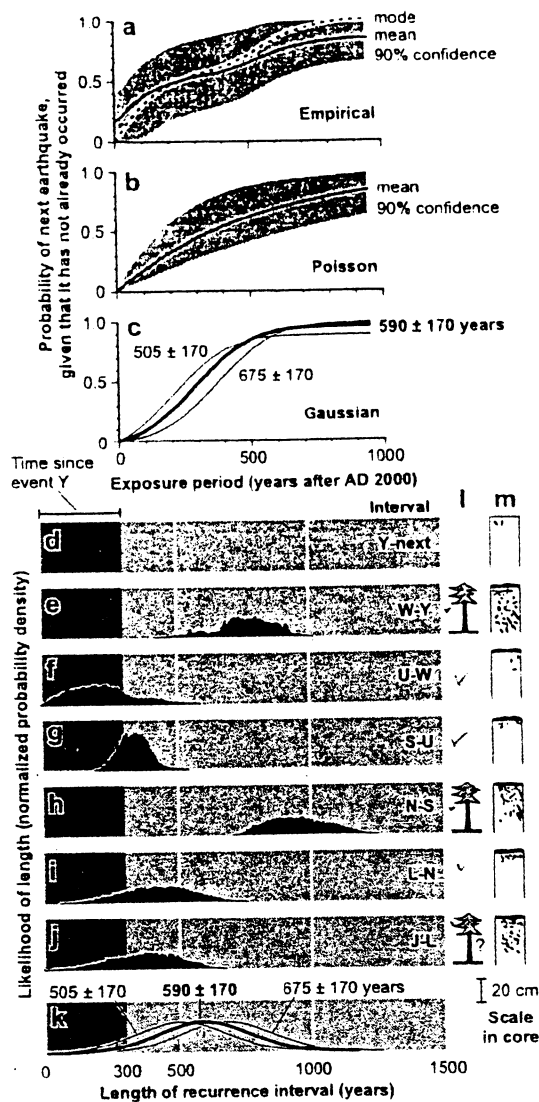 Probability of next earthquake,
given that it has not already occurred
1.0
0.5
0
a
mode
mean
90% confidence
Empirical
1.0
0.5
0
b
mean
90% confidence
Poisson
1.0
0.5
0
c
590 ± 170 years
505 ± 170
675 ± 170
Gaussian
0
500
1000
Exposure period (years after AD 2000)
Time since
event Y
Interval
l
m
Likelihood of length (normalized probability density)
d
Y-next
e
W-Y
f
U-W
g
S-U
h
N-S
i
L-N
j
J-L
?
505 ± 170
590 ± 170
675 ± 170 years
k
20 cm
Scale
in core
0
300
500
1000
1500
Length of recurrence interval (years)